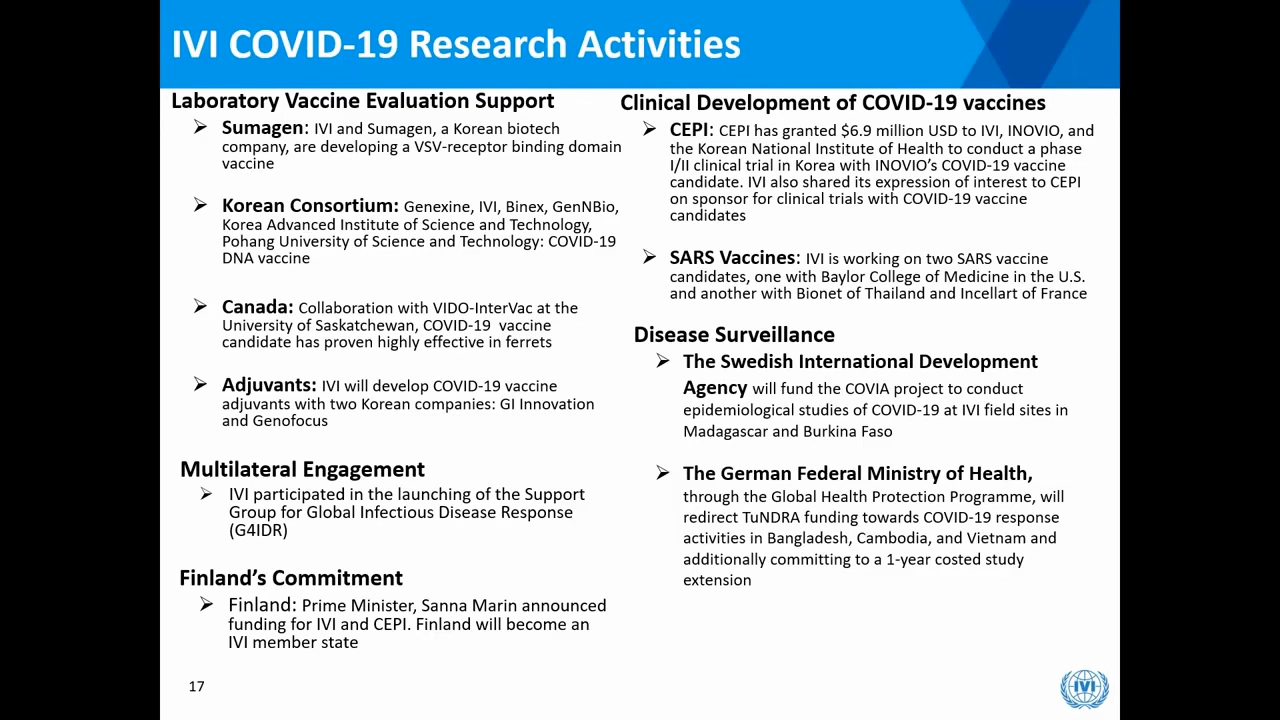 IVI COVID-19 Research Activities
Laboratory Vaccine Evaluation Support
➢ Sumagen: IVI and Sumagen, a Korean biotech
company, are developing a VSV-receptor binding domain
vaccine
➢ Korean Consortium: Genexine, IVI, Binex, GenNBio,
Korea Advanced Institute of Science and Technology,
Pohang University of Science and Technology: COVID-19
DNA vaccine
➢ Canada: Collaboration with VIDO-InterVac at the
University of Saskatchewan, COVID-19 vaccine
candidate has proven highly effective in ferrets
➢ Adjuvants: IVI will develop COVID-19 vaccine
adjuvants with two Korean companies: GI Innovation
and Genofocus
Multilateral Engagement
➢ IVI participated in the launching of the Support
Group for Global Infectious Disease Response
(G4IDR)
Finland's Commitment
➢ Finland: Prime Minister, Sanna Marin announced
funding for IVI and CEPI. Finland will become an
IVI member state
Clinical Development of COVID-19 vaccines
➢ CEPI: CEPI has granted $6.9 million USD to IVI, INOVIO, and
the Korean National Institute of Health to conduct a phase
I/II clinical trial in Korea with INOVIO's COVID-19 vaccine
candidate. IVI also shared its expression of interest to CEPI
on sponsor for clinical trials with COVID-19 vaccine
candidates
➢ SARS Vaccines: IVI is working on two SARS vaccine
candidates, one with Baylor College of Medicine in the U.S.
and another with Bionet of Thailand and Incellart of France
Disease Surveillance
➢ The Swedish International Development
Agency will fund the COVIA project to conduct
epidemiological studies of COVID-19 at IVI field sites in
Madagascar and Burkina Faso
➢ The German Federal Ministry of Health,
through the Global Health Protection Programme, will
redirect TuNDRA funding towards COVID-19 response
activities in Bangladesh, Cambodia, and Vietnam and
additionally committing to a 1-year costed study
extension
17
IVI